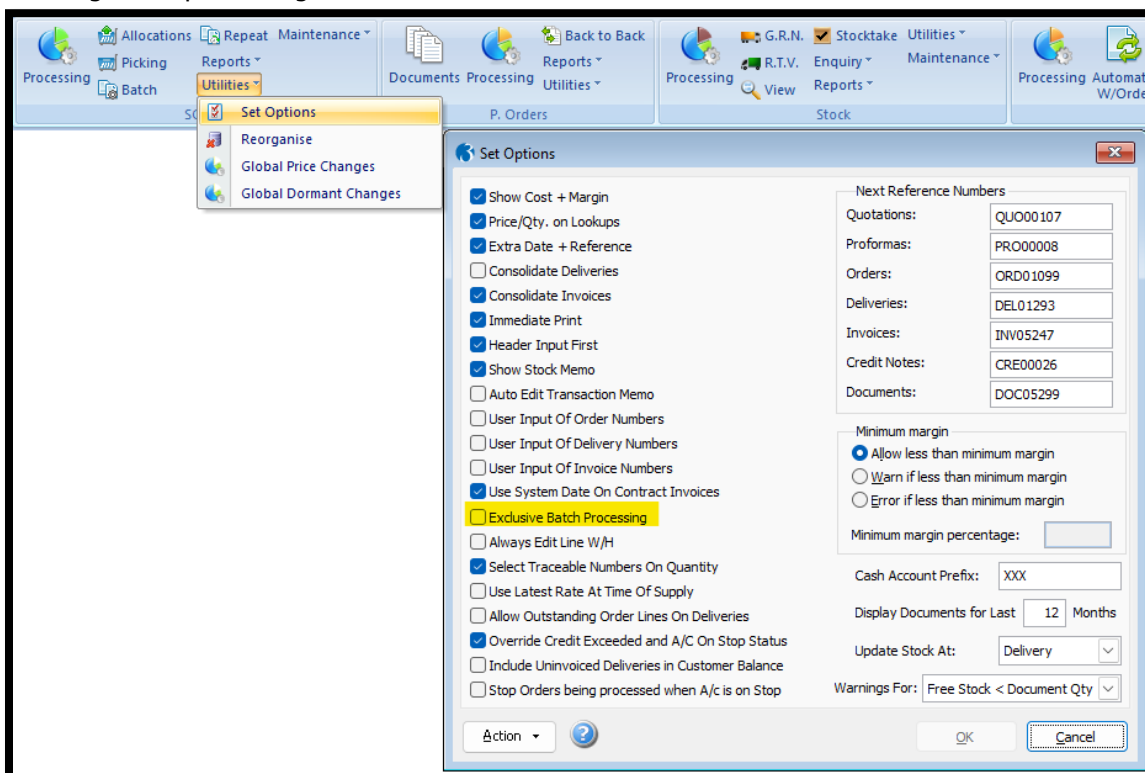 Allocations Repeat Maintenance
Picking Reports
Processing Batch Utilities
Set Options
Reorganise
Global Price Changes
Global Dormant Changes
Documents Processing Back to Back
Reports
Utilities
P. Orders
Processing G.R.N. Stocktake Utilities
R.T.V. Enquiry Maintenance
View Reports
Stock
Processing Automat
W/Orde
Set Options
Show Cost + Margin
Price/Qty. on Lookups
Extra Date + Reference
Consolidate Deliveries
Consolidate Invoices
Immediate Print
Header Input First
Show Stock Memo
Auto Edit Transaction Memo
User Input Of Order Numbers
User Input Of Delivery Numbers
User Input Of Invoice Numbers
Use System Date On Contract Invoices
Exclusive Batch Processing
Always Edit Line W/H
Select Traceable Numbers On Quantity
Use Latest Rate At Time Of Supply
Allow Outstanding Order Lines On Deliveries
Override Credit Exceeded and A/C On Stop Status
Include Uninvoiced Deliveries in Customer Balance
Stop Orders being processed when A/c is on Stop
Next Reference Numbers
Quotations: QUO00107
Proformas: PRO00008
Orders: ORD01099
Deliveries: DEL01293
Invoices: INV05247
Credit Notes: CRE00026
Documents: DOC05299
Minimum margin
Allow less than minimum margin
Warn if less than minimum margin
Error if less than minimum margin
Minimum margin percentage:
Cash Account Prefix: XXX
Display Documents for Last 12 Months
Update Stock At: Delivery
Warnings For: Free Stock < Document Qty
Action
OK
Cancel